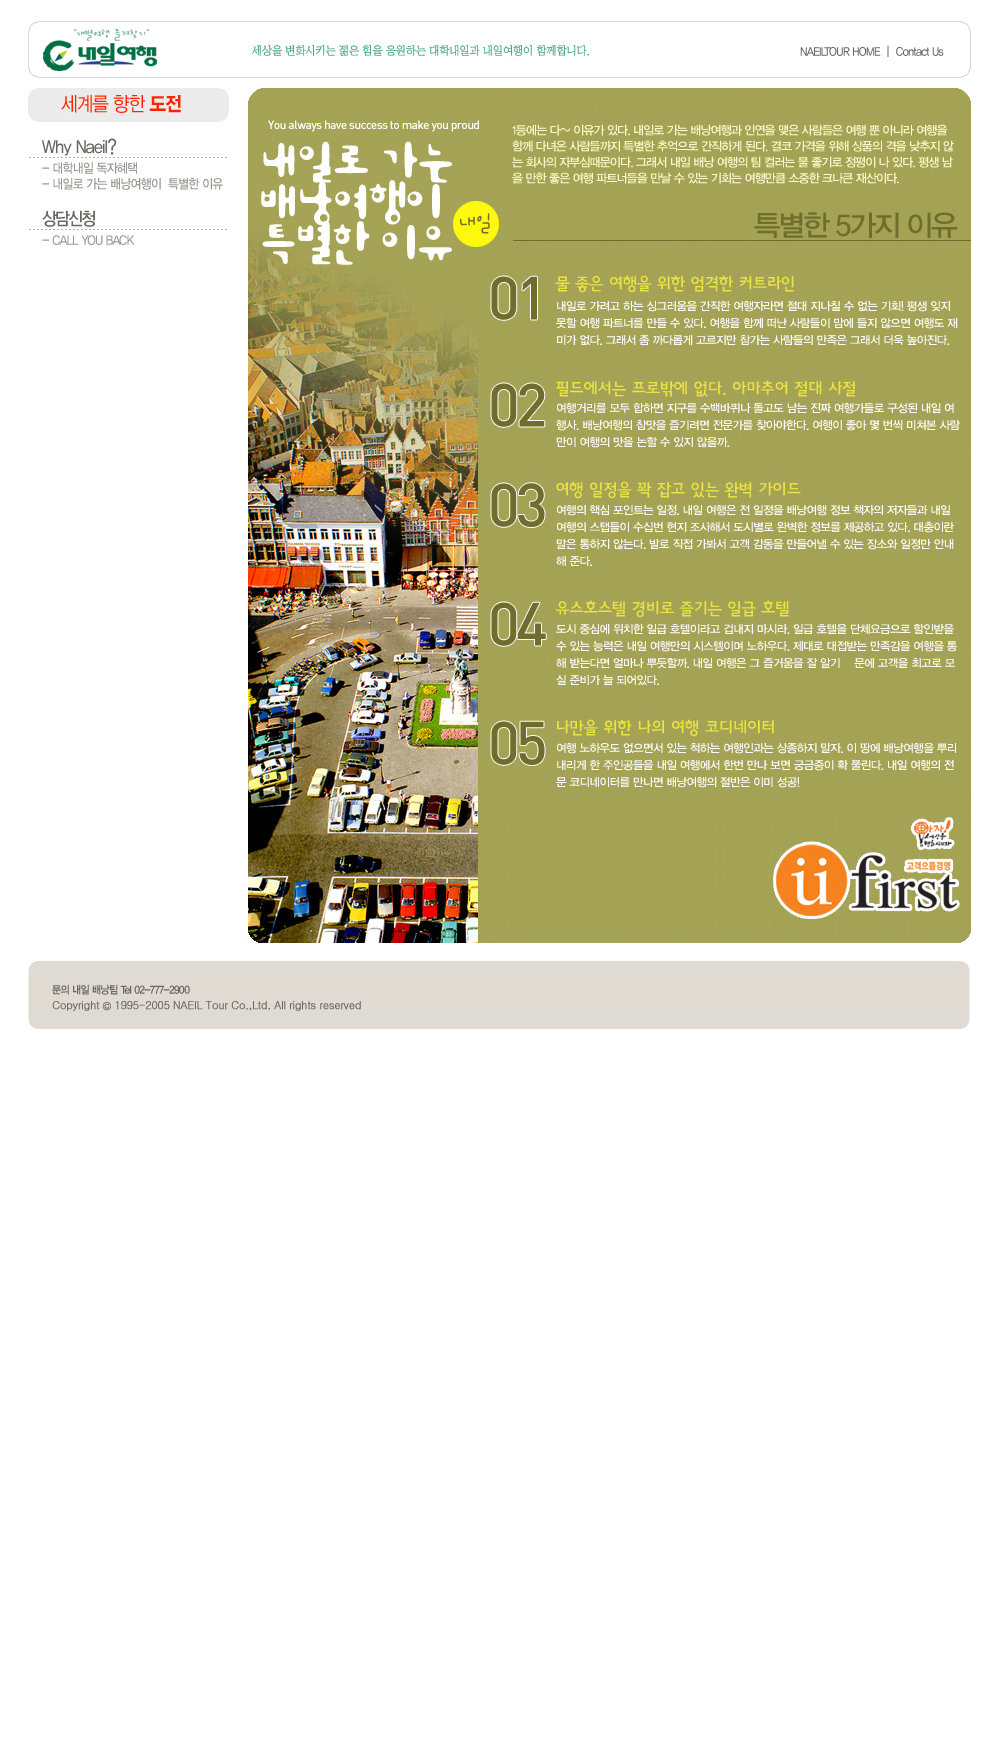 "개별여행 즐겨찾기"
내일여행
세상을 변화시키는 젊은 힘을 응원하는 대학내일과 내일여행이 함께합니다.
NAEILTOUR HOME | Contact Us
세계를 향한 도전
Why Naeil?
- 대학내일 독자혜택
- 내일로 가는 배낭여행이 특별한 이유
상담신청
- CALL YOU BACK
You always have success to make you proud
내일로 가는
배낭여행이
특별한 이유
내일
1등에는 다~ 이유가 있다. 내일로 가는 배낭여행과 인연을 맺은 사람들은 여행 뿐 아니라 여행을
함께 다녀온 사람들까지 특별한 추억으로 간직하게 된다. 결코 가격을 위해 상품의 격을 낮추지 않
는 회사의 자부심때문이다. 그래서 내일 배낭 여행의 팀 컬러는 물 좋기로 정평이 나 있다. 평생 남
을 만한 좋은 여행 파트너들을 만날 수 있는 기회는 여행만큼 소중한 크나큰 재산이다.
특별한 5가지 이유
01
물 좋은 여행을 위한 엄격한 커트라인
내일로 가려고 하는 싱그러움을 간직한 여행자라면 절대 지나칠 수 없는 기회! 평생 잊지
못할 여행 파트너를 만들 수 있다. 여행을 함께 떠난 사람들이 맘에 들지 않으면 여행도 재
미가 없다. 그래서 좀 까다롭게 고르지만 참가는 사람들의 만족은 그래서 더욱 높아진다.
02
필드에서는 프로밖에 없다. 아마추어 절대 사절
여행거리를 모두 합하면 지구를 수백바퀴나 돌고도 남는 진짜 여행가들로 구성된 내일 여
행사. 배낭여행의 참맛을 즐기려면 전문가를 찾아야한다. 여행이 좋아 몇 번씩 미쳐본 사람
만이 여행의 맛을 논할 수 있지 않을까.
03
여행 일정을 꽉 잡고 있는 완벽 가이드
여행의 핵심 포인트는 일정. 내일 여행은 전 일정을 배낭여행 정보 책자의 저자들과 내일
여행의 스탭들이 수십번 현지 조사해서 도시별로 완벽한 정보를 제공하고 있다. 대충이란
말은 통하지 않는다. 발로 직접 가봐서 고객 감동을 만들어낼 수 있는 장소와 일정만 안내
해 준다.
04
유스호스텔 경비로 즐기는 일급 호텔
도시 중심에 위치한 일급 호텔이라고 겁내지 마시라. 일급 호텔을 단체요금으로 할인받을
수 있는 능력은 내일 여행만의 시스템이며 노하우다. 제대로 대접받는 만족감을 여행을 통
해 받는다면 얼마나 뿌듯할까. 내일 여행은 그 즐거움을 잘 알기 문에 고객을 최고로 모
실 준비가 늘 되어있다.
05
나만을 위한 나의 여행 코디네이터
여행 노하우도 없으면서 있는 척하는 여행인과는 상종하지 말자. 이 땅에 배낭여행을 뿌리
내리게 한 주인공들을 내일 여행에서 한번 만나 보면 궁금증이 확 풀린다. 내일 여행의 전
문 코디네이터를 만나면 배낭여행의 절반은 이미 성공!
고객으뜸경영
ü first
문의 내일 배낭팀 Tel 02-777-2900
Copyright © 1995-2005 NAEIL Tour Co.,Ltd. All rights reserved